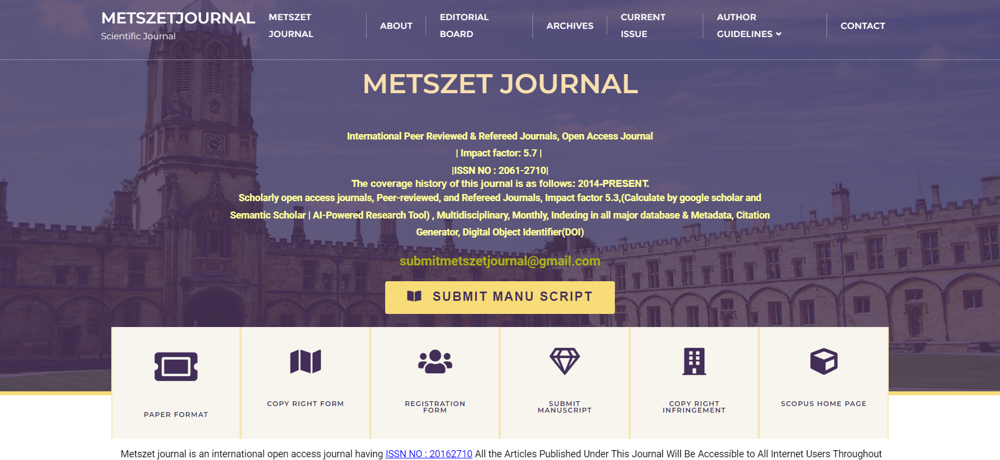 METSZETJOURNAL
Scientific Journal
METSZET
JOURNAL
ABOUT
EDITORIAL
BOARD
ARCHIVES
CURRENT
ISSUE
AUTHOR
GUIDELINES
CONTACT
METSZET JOURNAL
International Peer Reviewed & Refereed Journals, Open Access Journal
| Impact factor: 5.7 |
|ISSN NO : 2061-2710|
The coverage history of this journal is as follows: 2014-PRESENT.
Scholarly open access journals, Peer-reviewed, and Refereed Journals, Impact factor 5.3,(Calculate by google scholar and
Semantic Scholar | AI-Powered Research Tool) , Multidisciplinary, Monthly, Indexing in all major database & Metadata, Citation
Generator, Digital Object Identifier(DOI)
submitmetszetjournal@gmail.com
SUBMIT MANU SCRIPT
PAPER FORMAT
COPY RIGHT FORM
REGISTRATION
FORM
SUBMIT
MANUSCRIPT
COPY RIGHT
INFRINGEMENT
SCOPUS HOME PAGE
Metszet journal is an international open access journal having ISSN NO : 20162710 All the Articles Published Under This Journal Will Be Accessible to All Internet Users Throughout